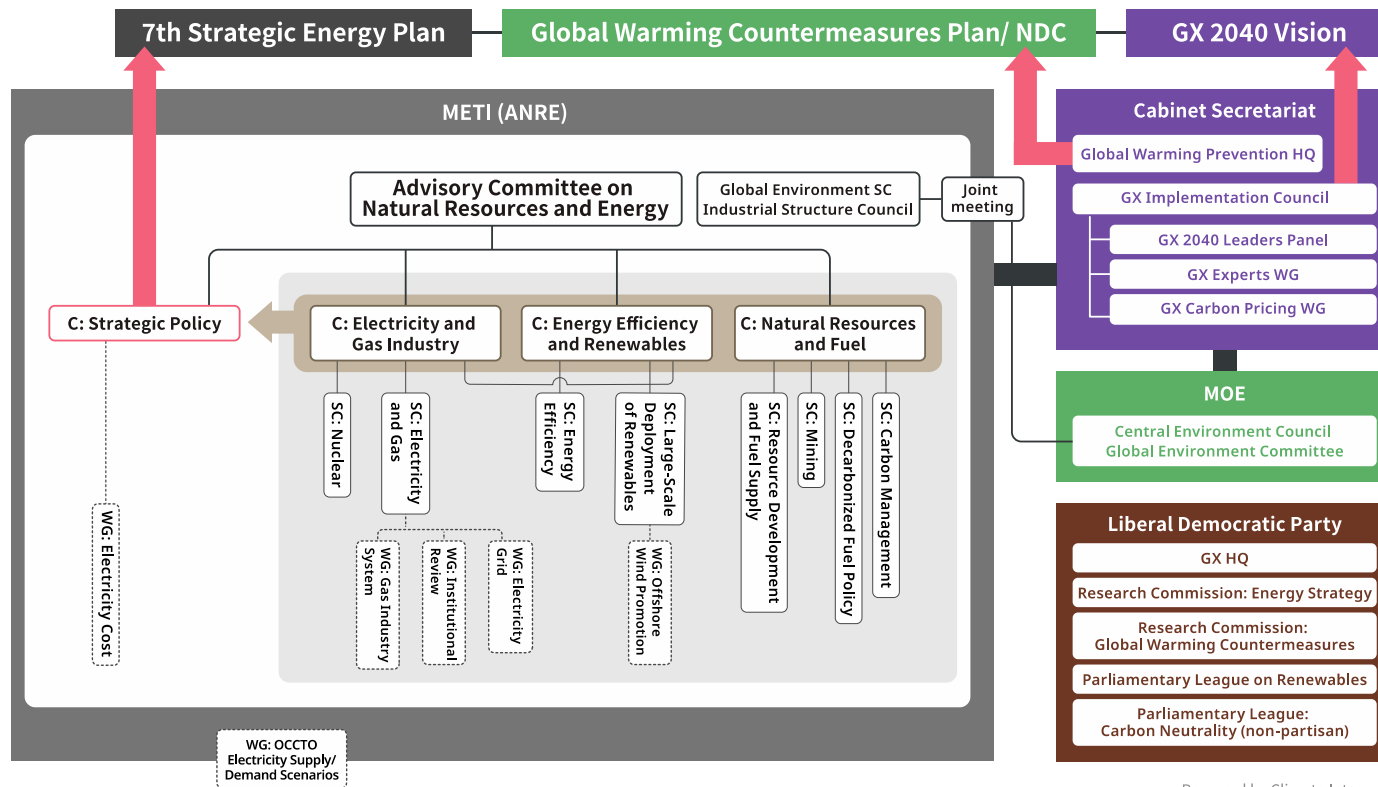 7th Strategic Energy Plan
Global Warming Countermeasures Plan/ NDC
GX 2040 Vision
METI (ANRE)
Advisory Committee on
Natural Resources and Energy
Global Environment SC
Industrial Structure Council
Joint
meeting
C: Strategic Policy
C: Electricity and
Gas Industry
C: Energy Efficiency
and Renewables
C: Natural Resources
and Fuel
SC: Nuclear
SC: Electricity
and Gas
SC: Energy
Efficiency
SC: Large-Scale
Deployment
of Renewables
SC: Resource Development
and Fuel Supply
SC: Mining
SC: Decarbonized Fuel Policy
SC: Carbon Management
WG: Electricity Cost
WG: Gas Industry
System
WG: Institutional
Review
WG: Electricity
Grid
WG: Offshore
Wind Promotion
WG: OCCTO
Electricity Supply/
Demand Scenarios
Cabinet Secretariat
Global Warming Prevention HQ
GX Implementation Council
GX 2040 Leaders Panel
GX Experts WG
GX Carbon Pricing WG
MOE
Central Environment Council
Global Environment Committee
Liberal Democratic Party
GX HQ
Research Commission: Energy Strategy
Research Commission:
Global Warming Countermeasures
Parliamentary League on Renewables
Parliamentary League:
Carbon Neutrality (non-partisan)